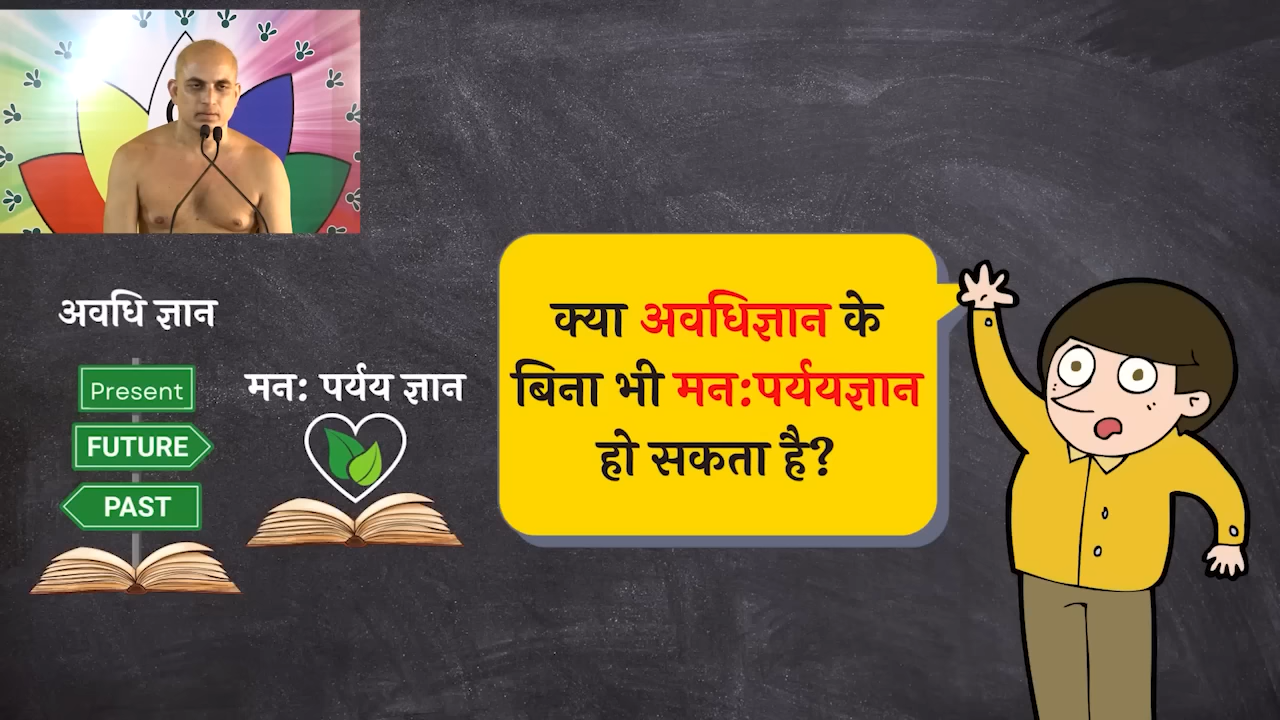 अवधि ज्ञान
Present
FUTURE
PAST
मन: पर्यय ज्ञान
क्या अवधिज्ञान के
बिना भी मन:पर्ययज्ञान
हो सकता है?